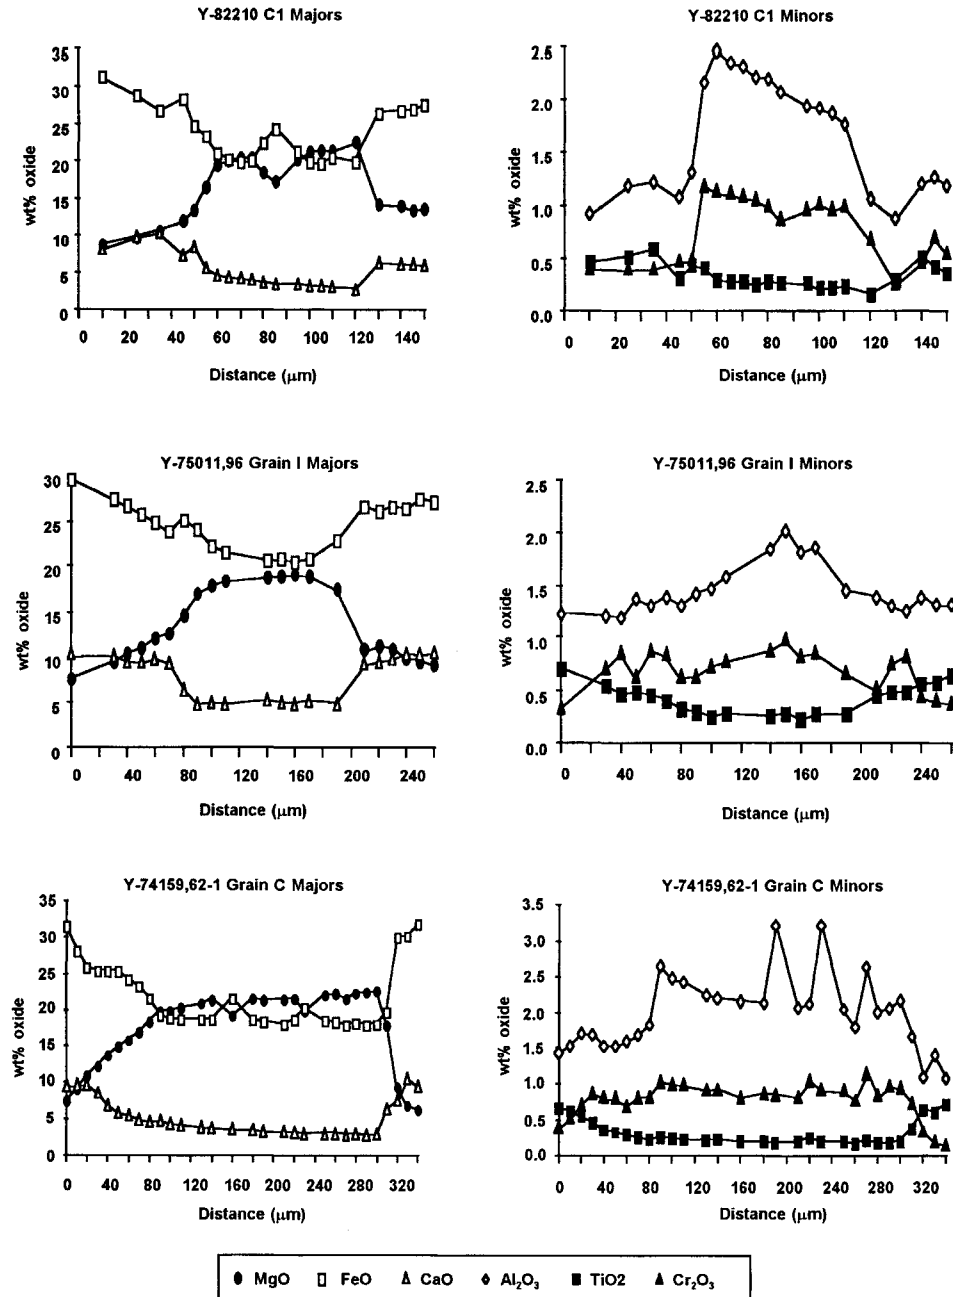 Y-82210 C1 Majors
35
30
25
20
15
10
5
0
wt% oxide
0 20 40 60 80 100 120 140
Distance (μm)
Y-82210 C1 Minors
2.5
2.0
1.5
1.0
0.5
0.0
wt% oxide
0 20 40 60 80 100 120 140
Distance (μm)
Y-75011,96 Grain I Majors
30
25
20
15
10
5
0
wt% oxide
0 40 80 120 160 200 240
Distance (μm)
Y-75011,96 Grain I Minors
2.5
2.0
1.5
1.0
0.5
0.0
wt% oxide
0 40 80 120 160 200 240
Distance (μm)
Y-74159,62-1 Grain C Majors
35
30
25
20
15
10
5
0
wt% oxide
0 40 80 120 160 200 240 280 320
Distance (μm)
Y-74159,62-1 Grain C Minors
3.5
3.0
2.5
2.0
1.5
1.0
0.5
0.0
wt% oxide
0 40 80 120 160 200 240 280 320
Distance (μm)
MgO FeO CaO Al₂O₃ TiO2 Cr₂O₃